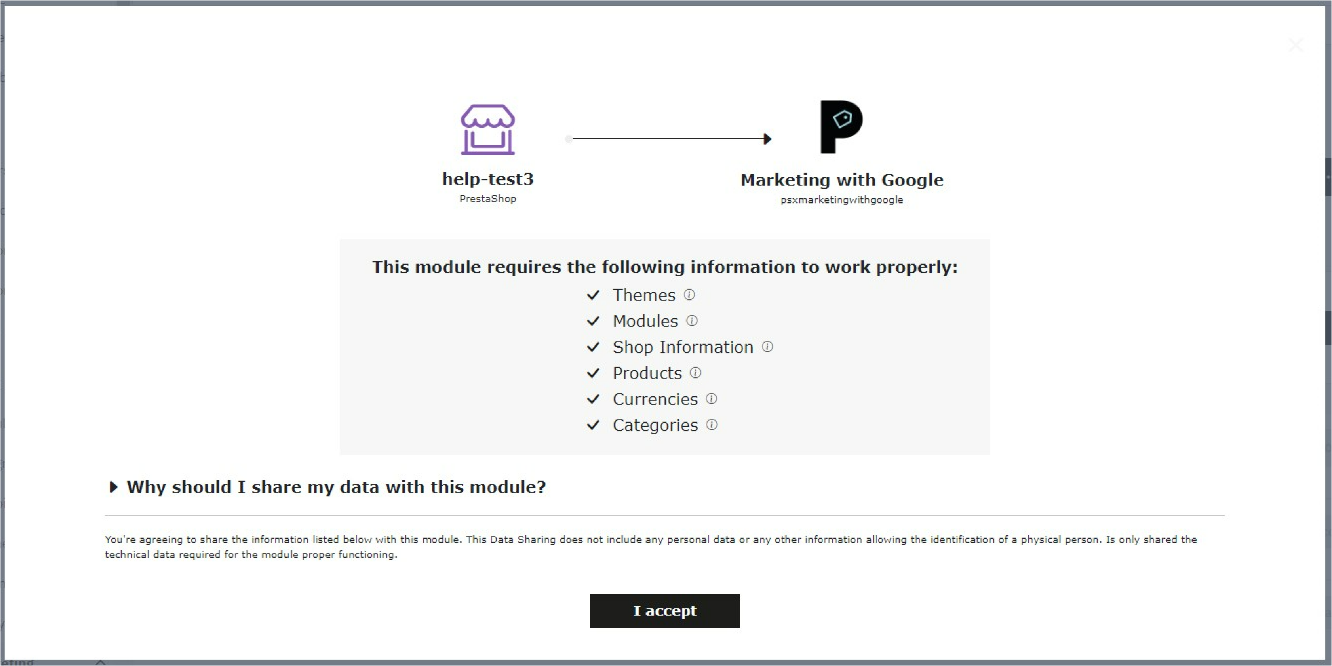 help-test3
PrestaShop
Marketing with Google
psxmarketingwithgoogle
This module requires the following information to work properly:
Themes
Modules
Shop Information
Products
Currencies
Categories
Why should I share my data with this module?
You're agreeing to share the information listed below with this module. This Data Sharing does not include any personal data or any other information allowing the identification of a physical person. Is only shared the
technical data required for the module proper functioning.
I accept